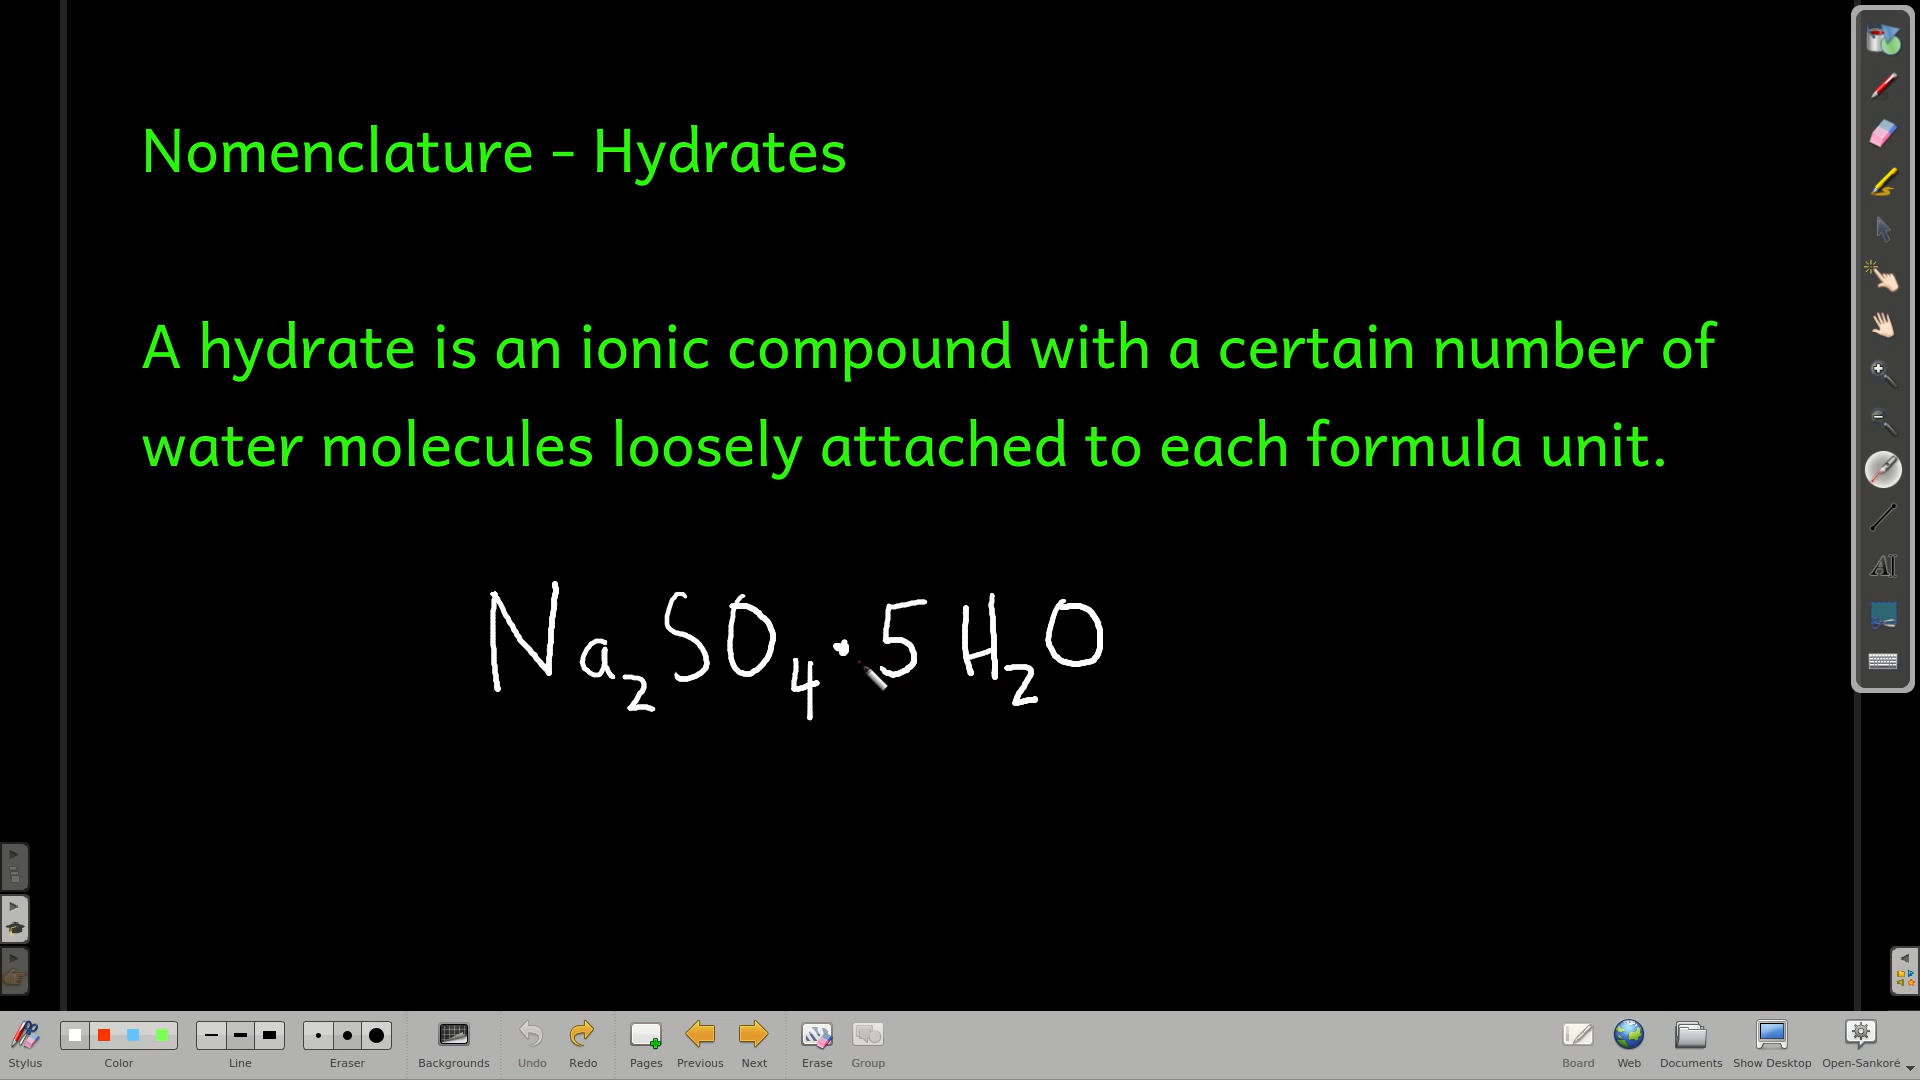 Nomenclature - Hydrates
A hydrate is an ionic compound with a certain number of
water molecules loosely attached to each formula unit.
Na₂SO₄·5H₂O
AI
Stylus Color Line Eraser Backgrounds Undo Redo Pages Previous Next Erase Group Board Web Documents Show Desktop Open-Sankoré